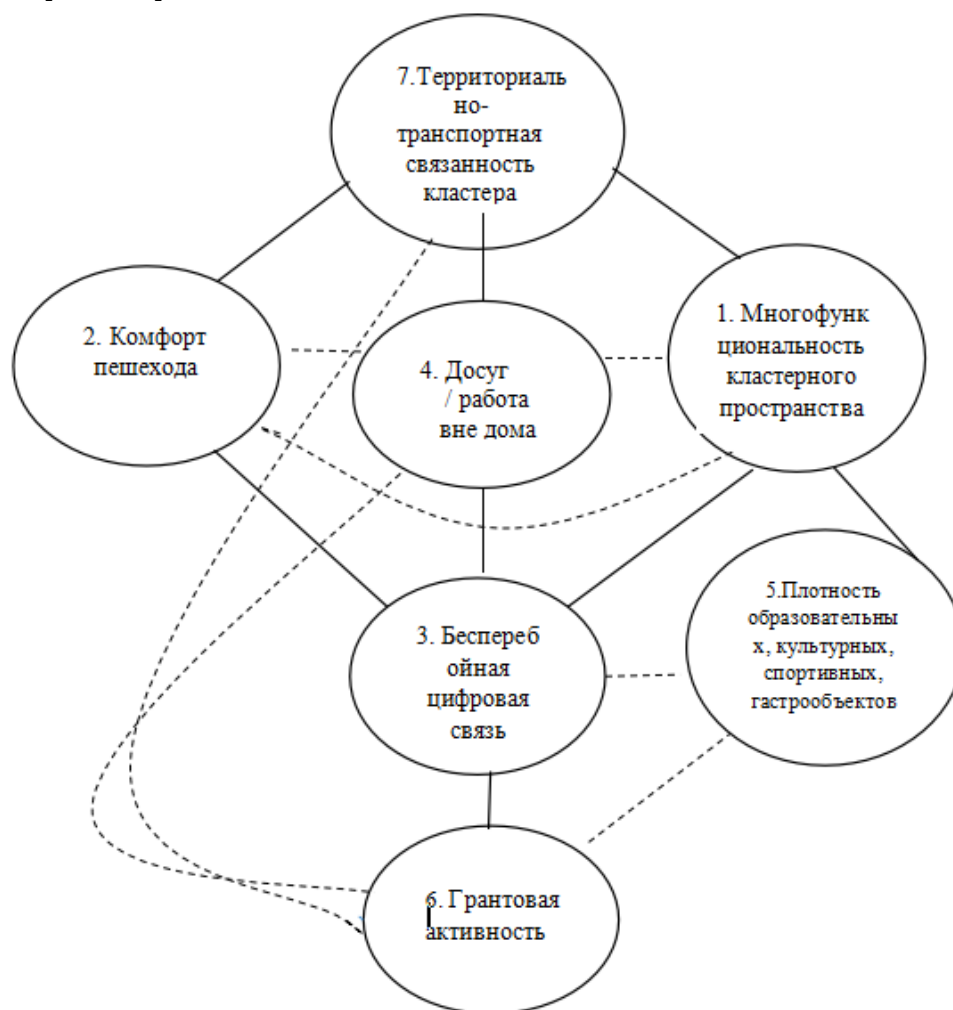 7.Территориаль
но-
транспортная
связанность
кластера
2. Комфорт
пешехода
4. Досуг
/ работа
вне дома
1. Многофунк
циональность
кластерного
пространства
3. Беспереб
ойная
цифровая
связь
5.Плотность
образовательны
х, культурных,
спортивных,
гастрообъектов
6. Грантовая
активность